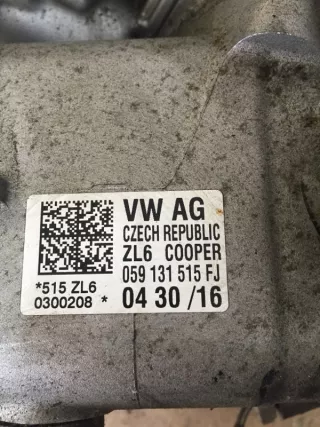 VW AG
CZECH REPUBLIC
ZL6 COOPER
059 131 515 FJ
*515 ZL6
0300208 *
04 30 /16